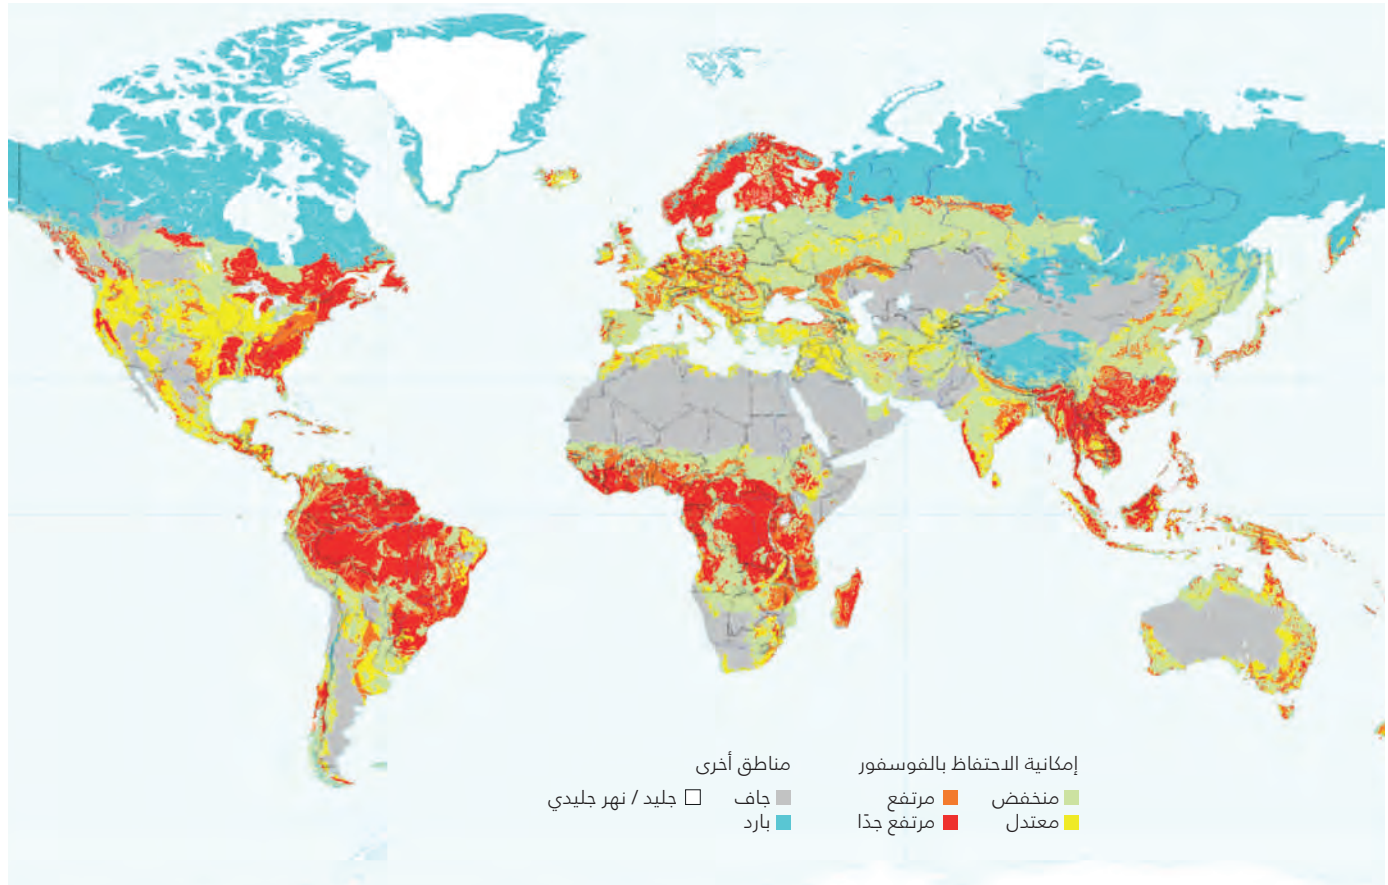 إمكانية الاحتفاظ بالفوسفور
منخفض
معتدل
مرتفع
مرتفع جدًا
مناطق أخرى
جاف
بارد
جليد / نهر جليدي